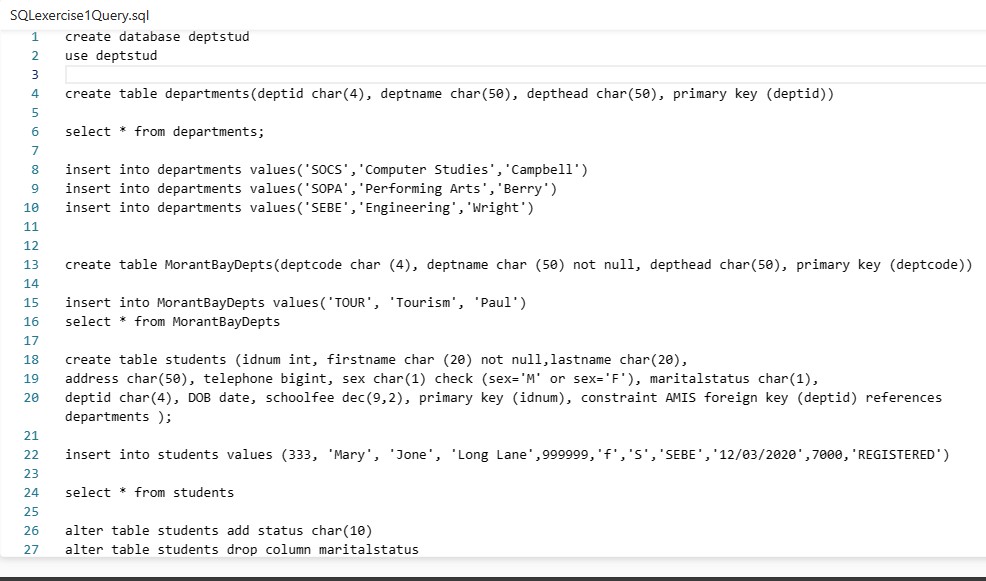 SQLexercise1Query.sql
1 create database deptstud
2 use deptstud
3
4 create table departments(deptid char(4), deptname char(50), depthead char(50), primary key (deptid))
5
6 select * from departments;
7
8 insert into departments values('SOCS','Computer Studies','Campbell')
9 insert into departments values('SOPA','Performing Arts','Berry')
10 insert into departments values('SEBE','Engineering','Wright')
11
12
13 create table MorantBayDepts(deptcode char (4), deptname char (50) not null, depthead char(50), primary key (deptcode))
14
15 insert into MorantBayDepts values('TOUR', 'Tourism', 'Paul')
16 select * from MorantBayDepts
17
18 create table students (idnum int, firstname char (20) not null,lastname char(20),
19 address char(50), telephone bigint, sex char(1) check (sex='M' or sex='F'), maritalstatus char(1),
20 deptid char(4), DOB date, schoolfee dec(9,2), primary key (idnum), constraint AMIS foreign key (deptid) references
departments );
21
22 insert into students values (333, 'Mary', 'Jone', 'Long Lane',999999,'f','S','SEBE','12/03/2020',7000,'REGISTERED')
23
24 select * from students
25
26 alter table students add status char(10)
27 alter table students drop column maritalstatus